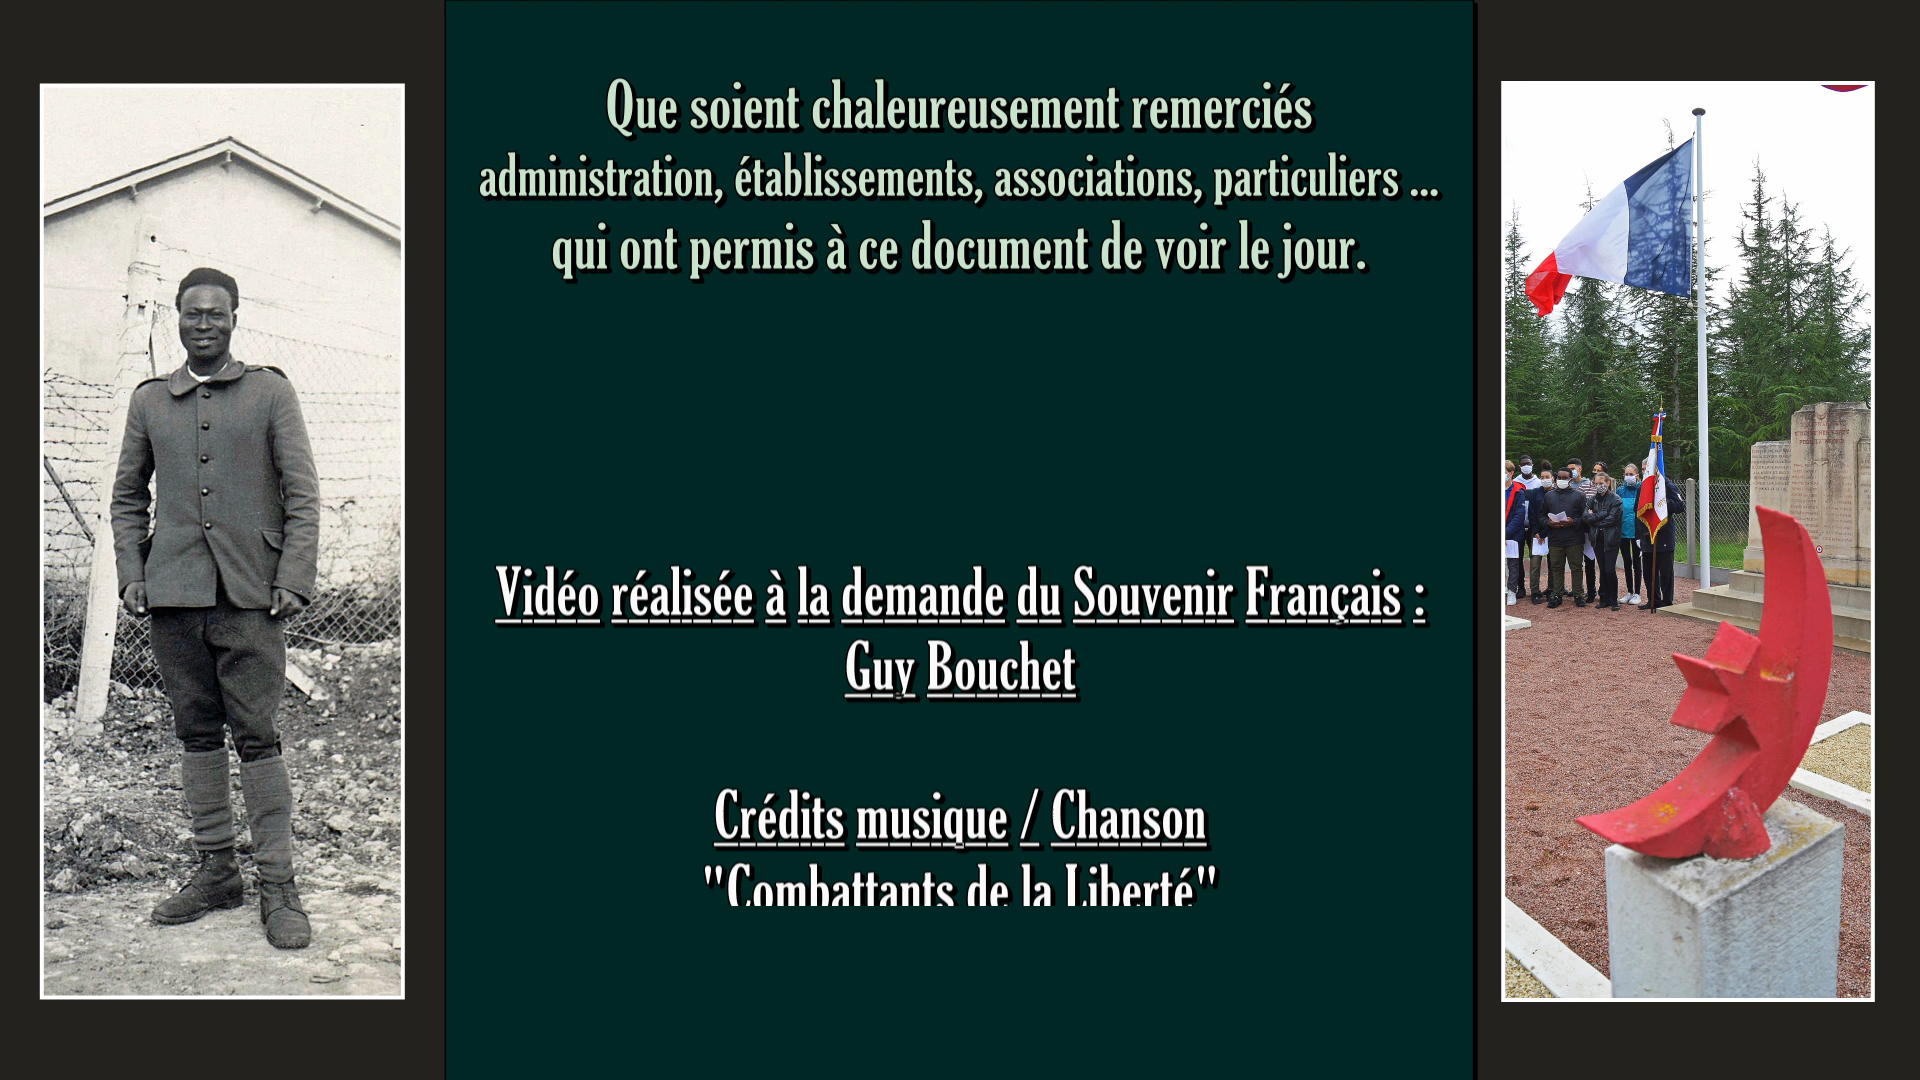 Que soient chaleureusement remerciés
administration, établissements, associations, particuliers ...
qui ont permis à ce document de voir le jour.
Vidéo réalisée à la demande du Souvenir Français :
Guy Bouchet
Crédits musique / Chanson
"Combattants de la Liberté"